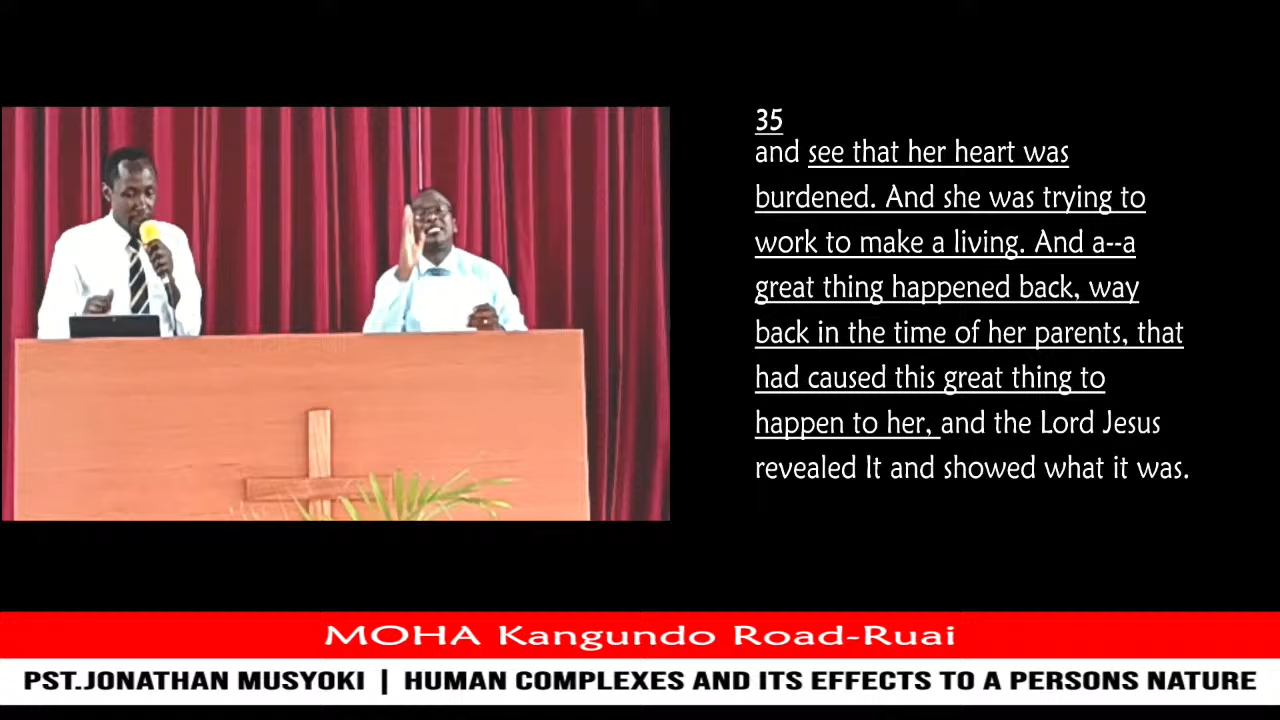 35
and see that her heart was
burdened. And she was trying to
work to make a living. And a--a
great thing happened back, way
back in the time of her parents, that
had caused this great thing to
happen to her, and the Lord Jesus
revealed It and showed what it was.
MOHA Kangundo Road-Ruai
PST.JONATHAN MUSYOKI | HUMAN COMPLEXES AND ITS EFFECTS TO A PERSONS NATURE